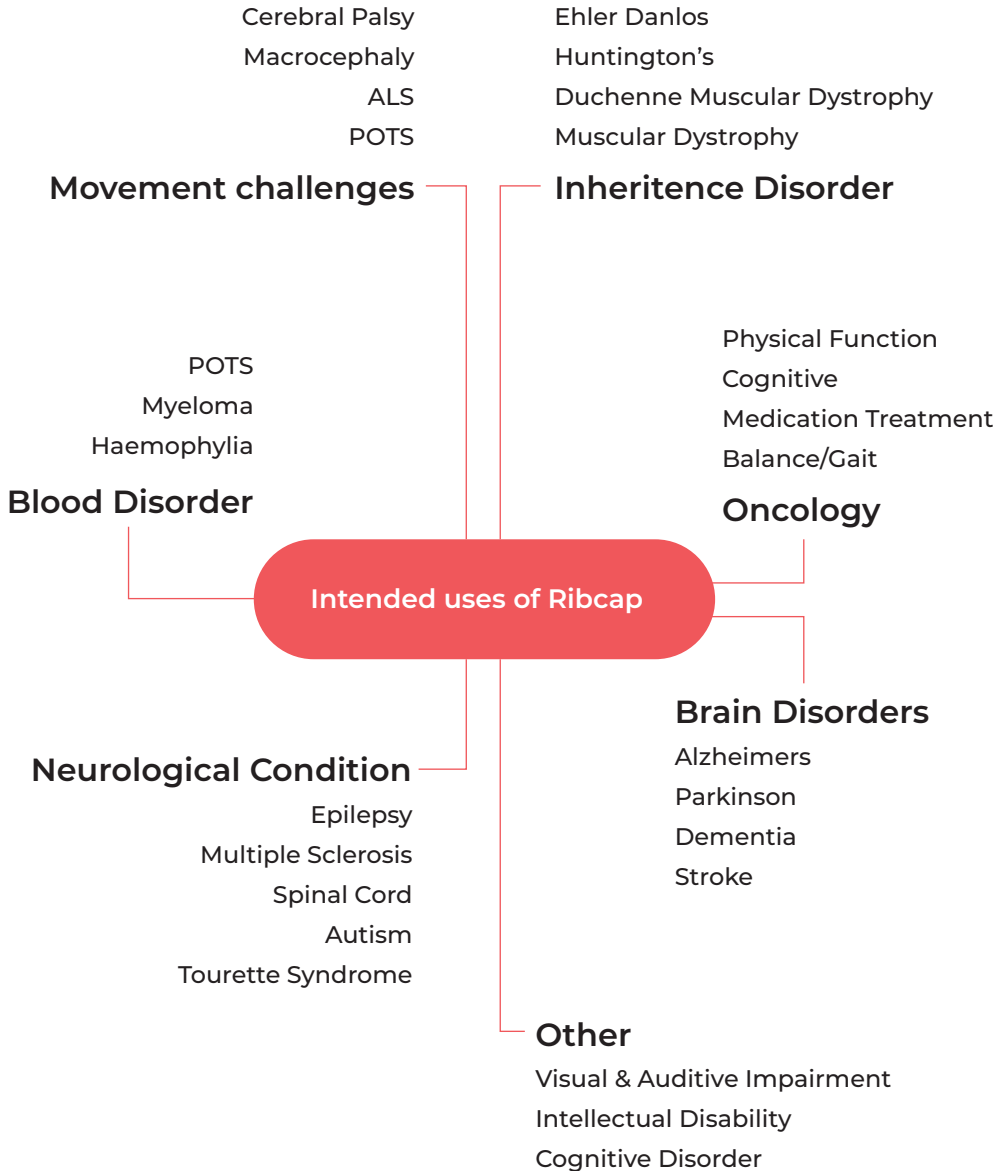 Cerebral Palsy
Macrocephaly
ALS
POTS
Movement challenges
Ehler Danlos
Huntington's
Duchenne Muscular Dystrophy
Muscular Dystrophy
Inheritence Disorder
POTS
Myeloma
Haemophylia
Blood Disorder
Physical Function
Cognitive
Medication Treatment
Balance/Gait
Oncology
Intended uses of Ribcap
Neurological Condition
Epilepsy
Multiple Sclerosis
Spinal Cord
Autism
Tourette Syndrome
Brain Disorders
Alzheimers
Parkinson
Dementia
Stroke
Other
Visual & Auditive Impairment
Intellectual Disability
Cognitive Disorder